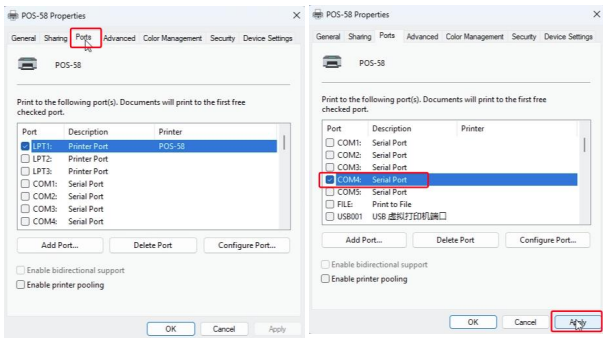 POS-58 Properties
General Sharing Ports Advanced Color Management Security Device Settings
POS-58
Print to the following port(s). Documents will print to the first free
checked port.
Port Description Printer
LPT1: Printer Port POS-58
LPT2: Printer Port
LPT3: Printer Port
COM1: Serial Port
COM2: Serial Port
COM3: Serial Port
COM4: Serial Port
Add Port... Delete Port Configure Port...
Enable bidirectional support
Enable printer pooling
OK Cancel Apply
POS-58 Properties
General Sharing Ports Advanced Color Management Security Device Settings
POS-58
Print to the following port(s). Documents will print to the first free
checked port.
Port Description Printer
COM1: Serial Port
COM2: Serial Port
COM3: Serial Port
COM4: Serial Port
COM5: Serial Port
FILE: Print to File
USB001 USB 虚拟打印机端口
Add Port... Delete Port Configure Port...
Enable bidirectional support
Enable printer pooling
OK Cancel Apply